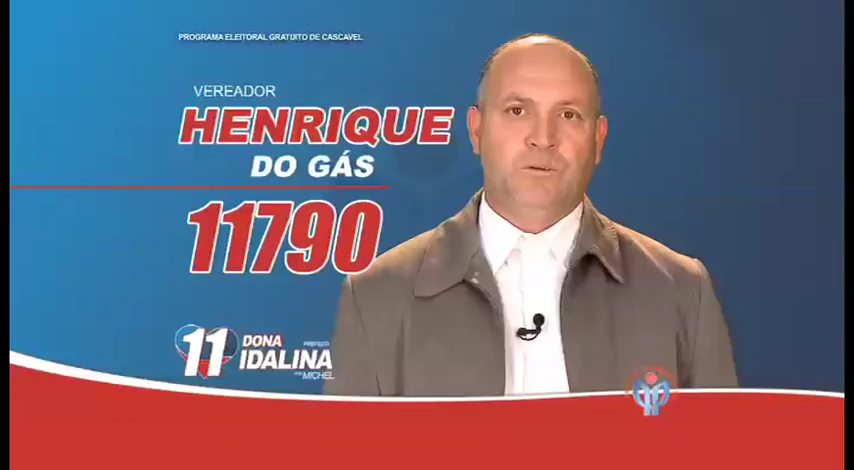 PROGRAMA ELEITORAL GRATUITO DE CASCAVEL
VEREADOR
HENRIQUE
DO GÁS
11790
11
DONA
PREFEITA
IDALINA
MICHEL